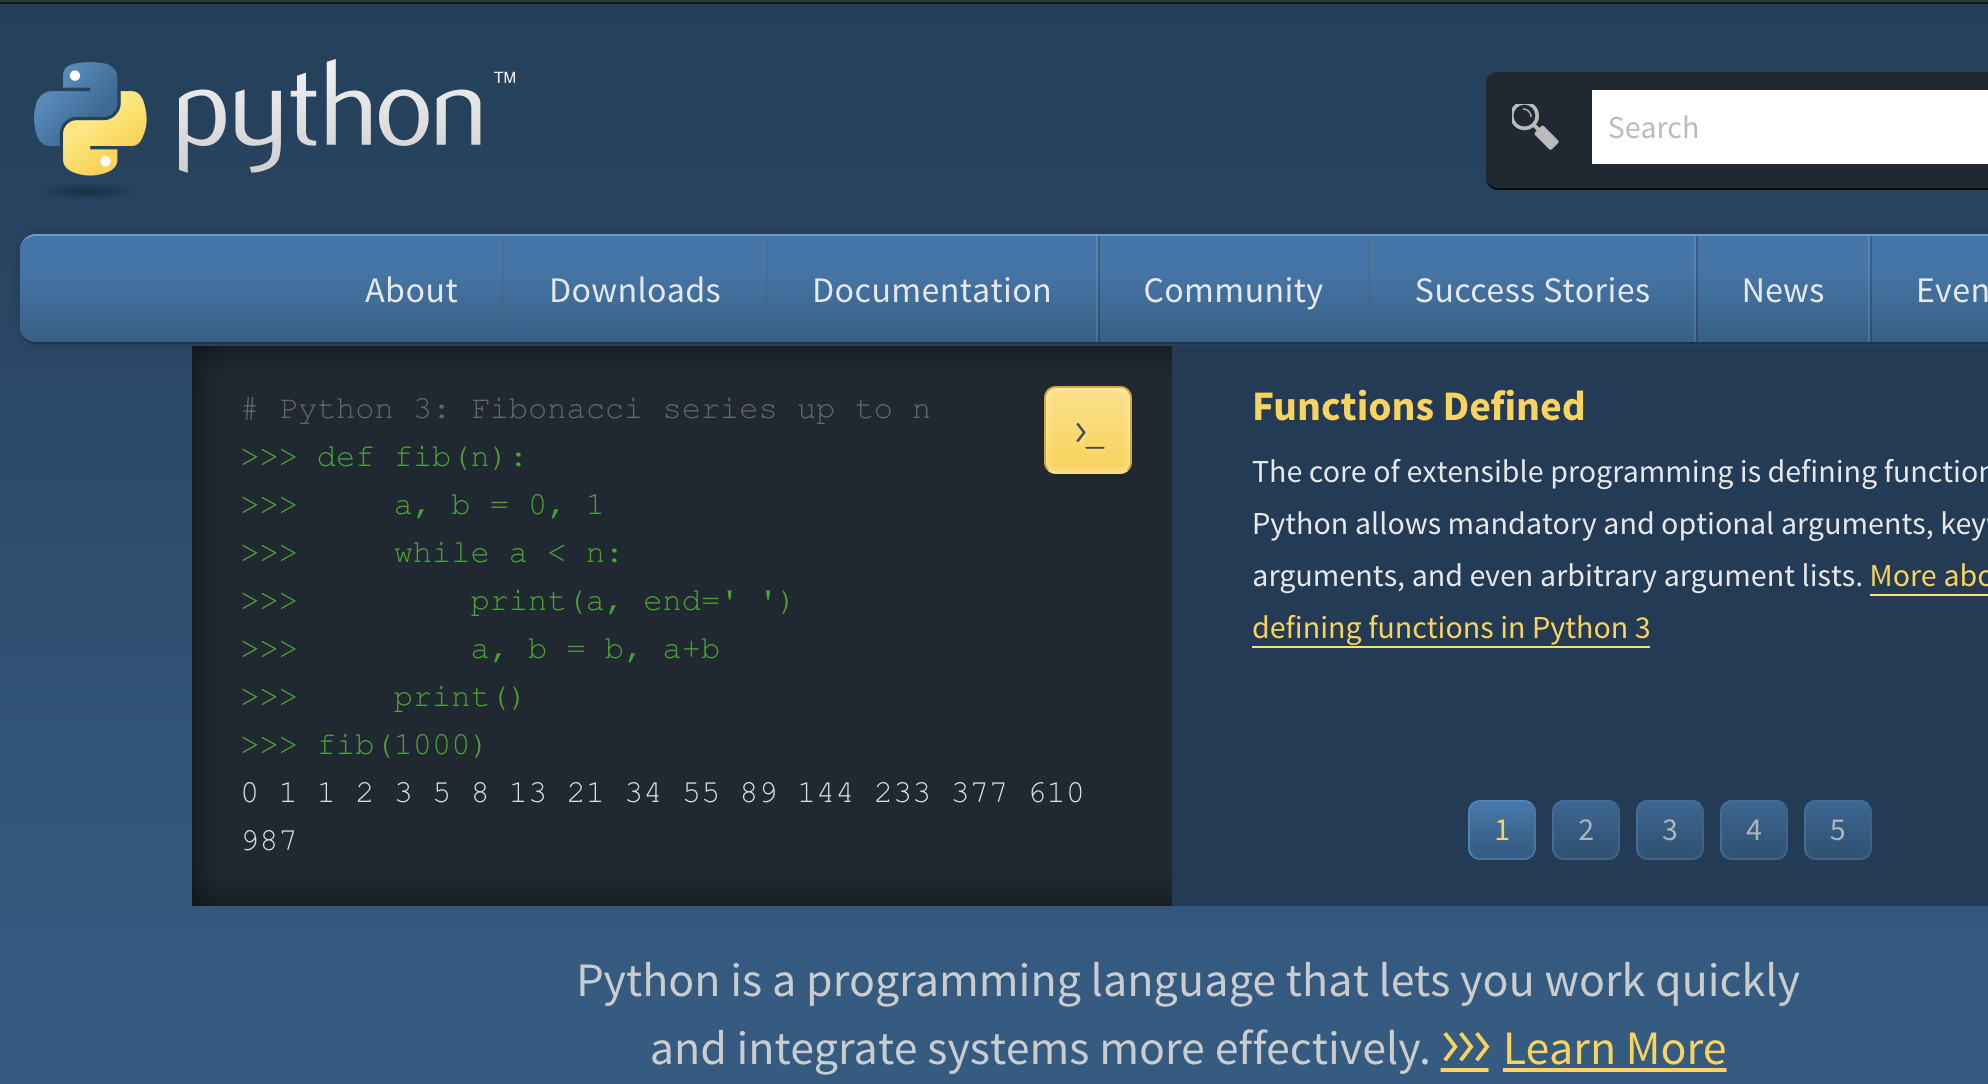 python™
Search
About Downloads Documentation Community Success Stories News Even
# Python 3: Fibonacci series up to n
>>> def fib(n):
>>>     a, b = 0, 1
>>>     while a < n:
>>>         print(a, end=' ')
>>>         a, b = b, a+b
>>>     print()
>>> fib(1000)
0 1 1 2 3 5 8 13 21 34 55 89 144 233 377 610
987
>_
Functions Defined
The core of extensible programming is defining function
Python allows mandatory and optional arguments, key
arguments, and even arbitrary argument lists. More abo
defining functions in Python 3
1 2 3 4 5
Python is a programming language that lets you work quickly
and integrate systems more effectively. >>> Learn More